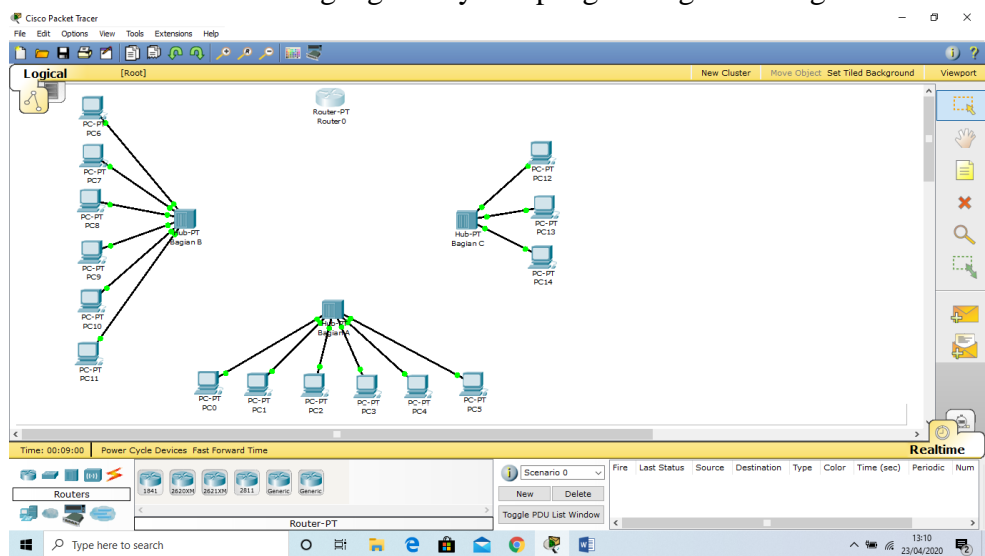 Cisco Packet Tracer
File Edit Options View Tools Extensions Help
Logical [Root] New Cluster Move Object Set Tiled Background Viewport
Router-PT
Router0
PC-PT
PC6
PC-PT
PC7
PC-PT
PC8
PC-PT
PC9
PC-PT
PC10
PC-PT
PC11
Hub-PT
Bagian B
PC-PT
PC12
PC-PT
PC13
PC-PT
PC14
Hub-PT
Bagian C
Hub-PT
Bagian A
PC-PT
PC0
PC-PT
PC1
PC-PT
PC2
PC-PT
PC3
PC-PT
PC4
PC-PT
PC5
Time: 00:09:00 Power Cycle Devices Fast Forward Time Realtime
Routers
1841 2620XM 2621XM 2811 Generic Generic
Router-PT
Scenario 0
New Delete
Toggle PDU List Window
Fire Last Status Source Destination Type Color Time (sec) Periodic Num
Type here to search
13:10
23/04/2020
2